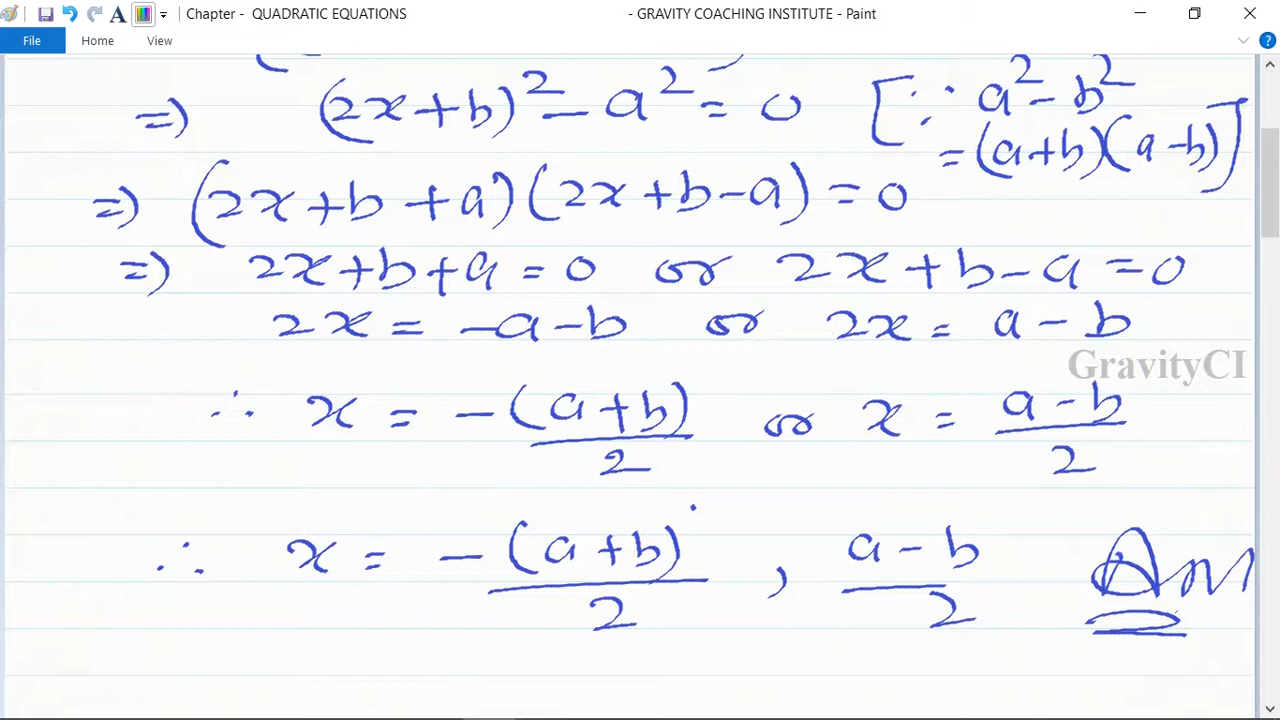 Chapter - QUADRATIC EQUATIONS - GRAVITY COACHING INSTITUTE - Paint
File Home View
=) (2x+b)² - a² = 0 [∵ a² - b²
= (a+b)(a-b)]
=) (2x+b+a)(2x+b-a) = 0
=) 2x+b+a = 0 or 2x+b-a = 0
2x = -a-b or 2x = a-b
GravityCI
∴ x = -(a+b)/2 or x = a-b/2
∴ x = -(a+b)/2 , a-b/2 Ans